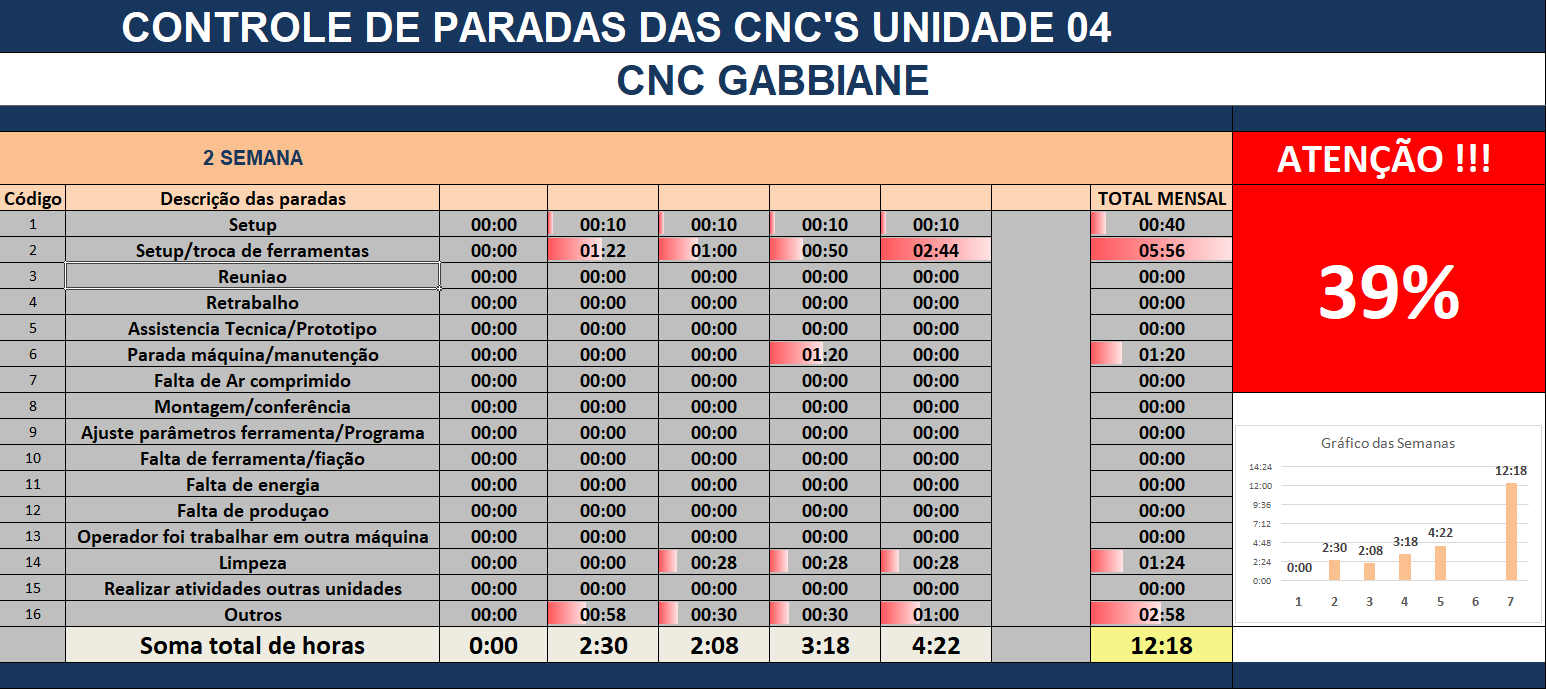 CONTROLE DE PARADAS DAS CNC'S UNIDADE 04
CNC GABBIANE
2 SEMANA
ATENÇÃO !!!
Código Descrição das paradas TOTAL MENSAL
1 Setup 00:00 00:10 00:10 00:10 00:10 00:40
2 Setup/troca de ferramentas 00:00 01:22 01:00 00:50 02:44 05:56
3 Reuniao 00:00 00:00 00:00 00:00 00:00 00:00
4 Retrabalho 00:00 00:00 00:00 00:00 00:00 00:00
5 Assistencia Tecnica/Prototipo 00:00 00:00 00:00 00:00 00:00 00:00
6 Parada máquina/manutenção 00:00 00:00 00:00 01:20 00:00 01:20
7 Falta de Ar comprimido 00:00 00:00 00:00 00:00 00:00 00:00
8 Montagem/conferência 00:00 00:00 00:00 00:00 00:00 00:00
9 Ajuste parâmetros ferramenta/Programa 00:00 00:00 00:00 00:00 00:00 00:00
10 Falta de ferramenta/fiação 00:00 00:00 00:00 00:00 00:00 00:00
11 Falta de energia 00:00 00:00 00:00 00:00 00:00 00:00
12 Falta de produçao 00:00 00:00 00:00 00:00 00:00 00:00
13 Operador foi trabalhar em outra máquina 00:00 00:00 00:00 00:00 00:00 00:00
14 Limpeza 00:00 00:00 00:28 00:28 00:28 01:24
15 Realizar atividades outras unidades 00:00 00:00 00:00 00:00 00:00 00:00
16 Outros 00:00 00:58 00:30 00:30 01:00 02:58
Soma total de horas 0:00 2:30 2:08 3:18 4:22 12:18
39%
Gráfico das Semanas
14:24
12:00
9:36
7:12
4:48
2:24
0:00
0:00 2:30 2:08 3:18 4:22 12:18
1 2 3 4 5 6 7